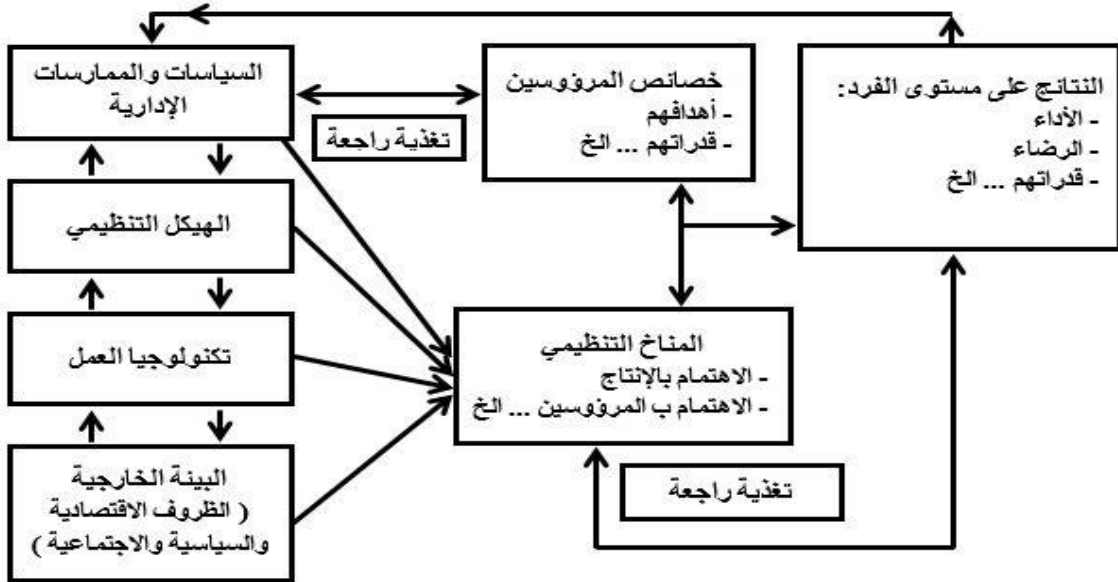 السياسات والممارسات
الإدارية
خصائص المرؤوسين
- أهدافهم
- قدراتهم ... الخ
النتائج على مستوى الفرد:
- الأداء
- الرضاء
- قدراتهم ... الخ
تغذية راجعة
الهيكل التنظيمي
تكنولوجيا العمل
المناخ التنظيمي
- الاهتمام بالإنتاج
- الاهتمام ب المرؤوسين ... الخ
البيئة الخارجية
( الظروف الاقتصادية
والسياسية والاجتماعية )
تغذية راجعة